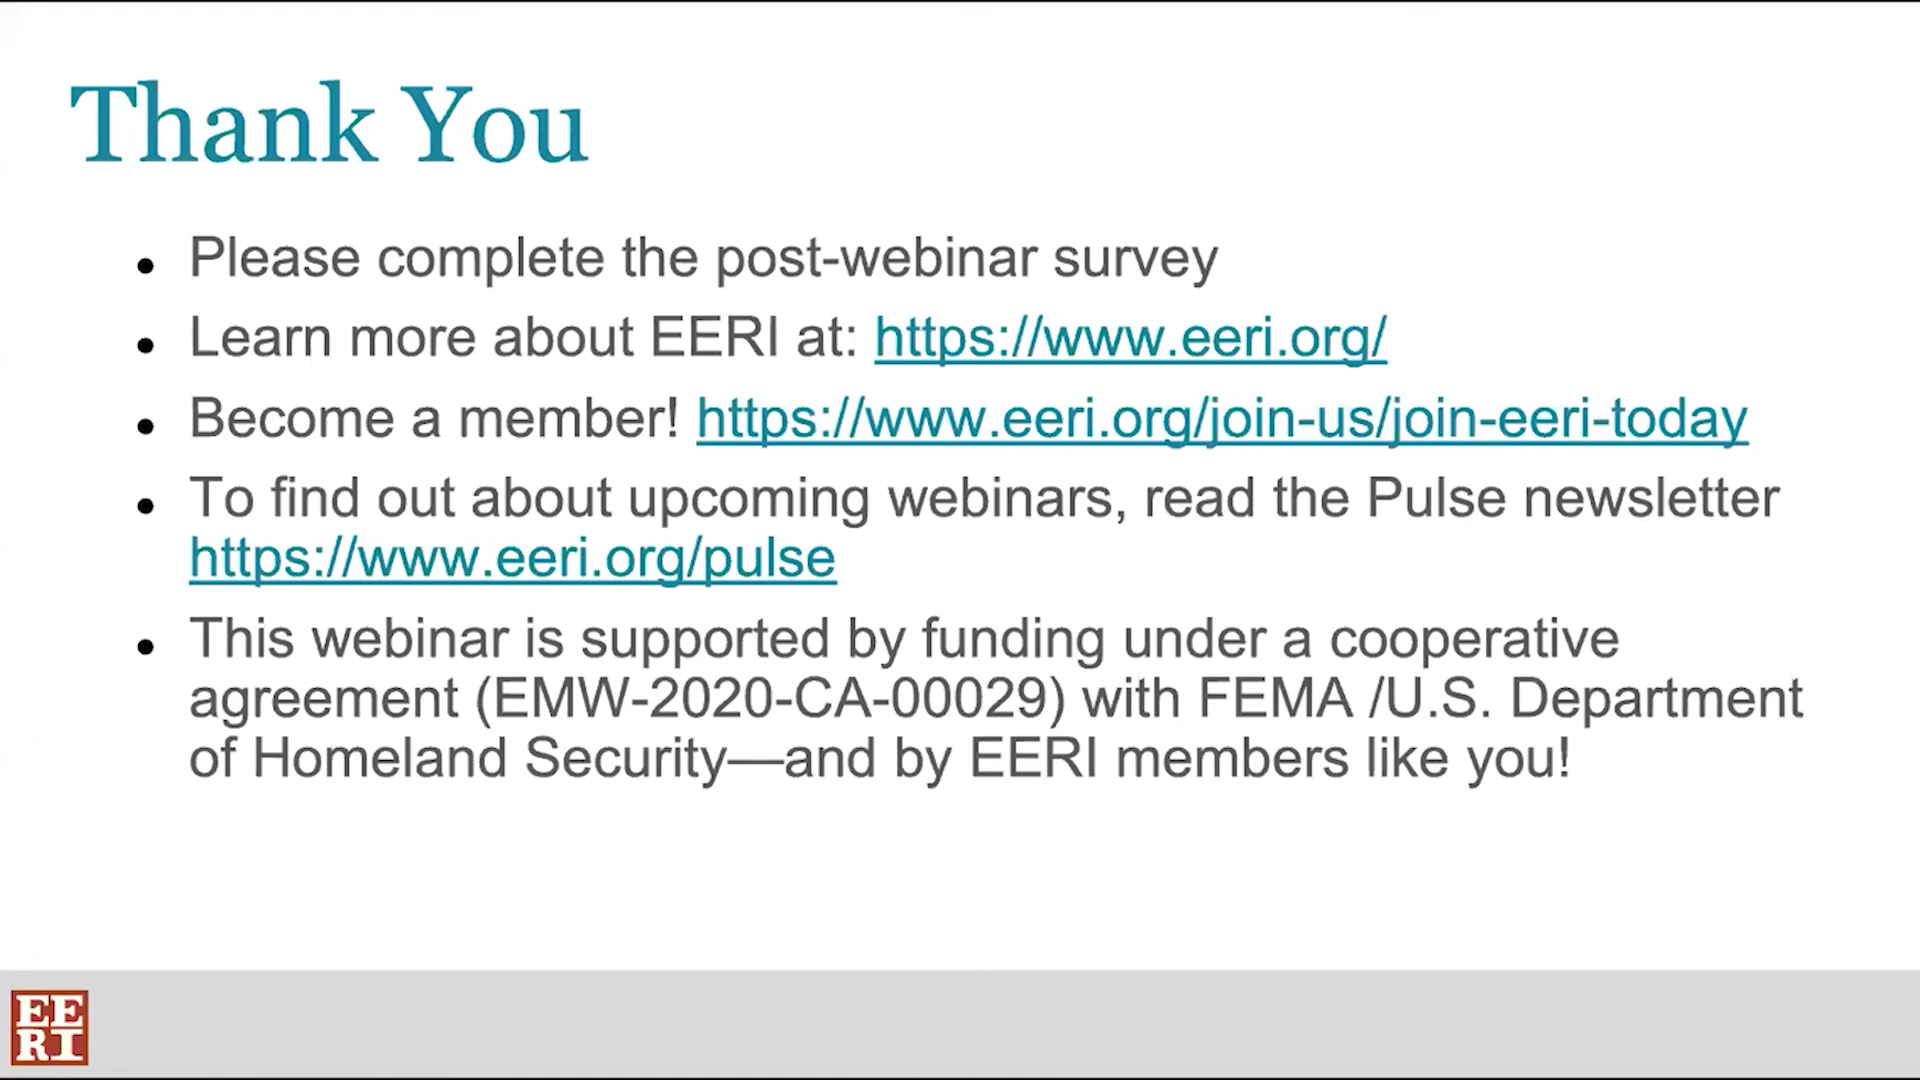 Thank You
• Please complete the post-webinar survey
• Learn more about EERI at: https://www.eeri.org/
• Become a member! https://www.eeri.org/join-us/join-eeri-today
• To find out about upcoming webinars, read the Pulse newsletter
https://www.eeri.org/pulse
• This webinar is supported by funding under a cooperative
agreement (EMW-2020-CA-00029) with FEMA /U.S. Department
of Homeland Security—and by EERI members like you!
EE
RI